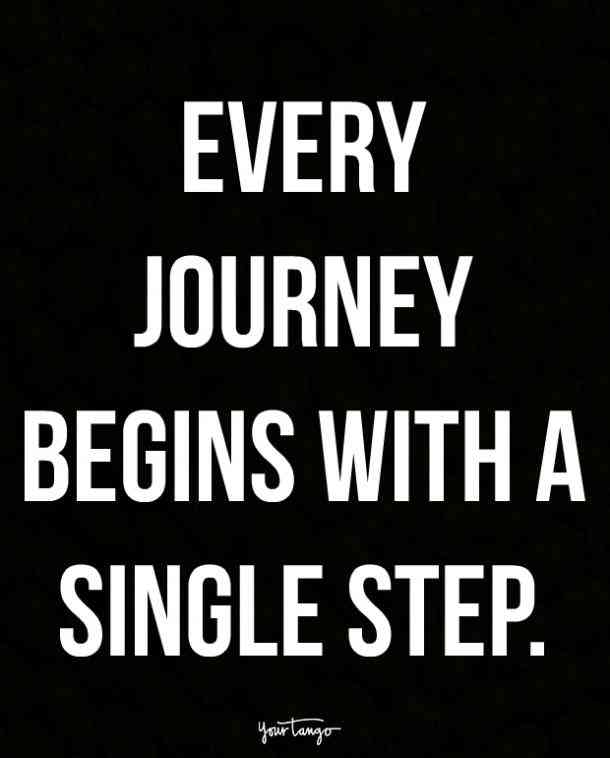 EVERY
JOURNEY
BEGINS WITH A
SINGLE STEP.
yourtango